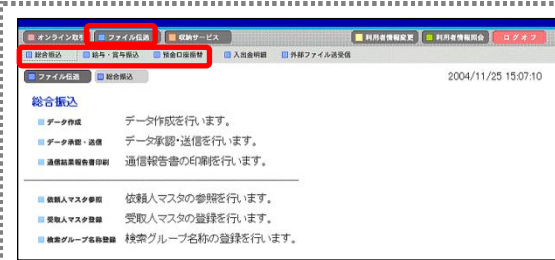 オンライン取引 ファイル伝送 収納サービス 利用者情報変更 利用者情報照会 ログオフ
総合振込 給与・賞与振込 預金口座振替 入出金明細 外部ファイル送受信
ファイル伝送 総合振込 2004/11/25 15:07:10
総合振込
データ作成 データ作成を行います。
データ承認・送信 データ承認・送信を行います。
通信結果報告書印刷 通信報告書の印刷を行います。
依頼人マスタ参照 依頼人マスタの参照を行います。
受取人マスタ登録 受取人マスタの登録を行います。
検索グループ名称登録 検索グループ名称の登録を行います。